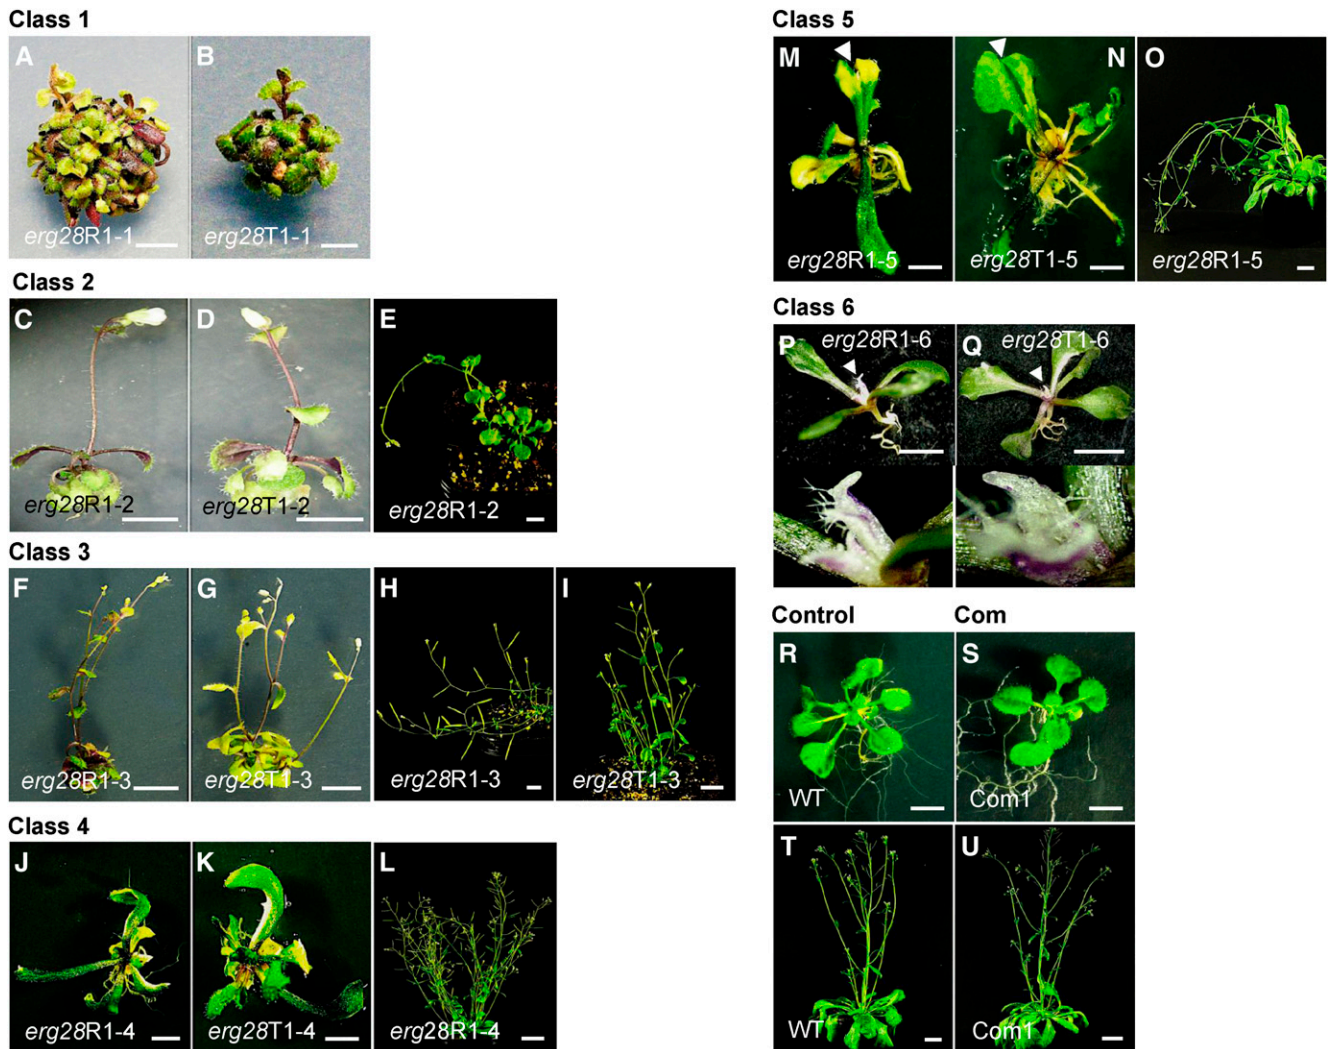 Class 1
A
B
erg28R1-1
erg28T1-1
Class 2
C
D
E
erg28R1-2
erg28T1-2
erg28R1-2
Class 3
F
G
H
I
erg28R1-3
erg28T1-3
erg28R1-3
erg28T1-3
Class 4
J
K
L
erg28R1-4
erg28T1-4
erg28R1-4
Class 5
M
N
O
erg28R1-5
erg28T1-5
erg28R1-5
Class 6
P
erg28R1-6
Q
erg28T1-6
Control
Com
R
S
WT
Com1
T
U
WT
Com1